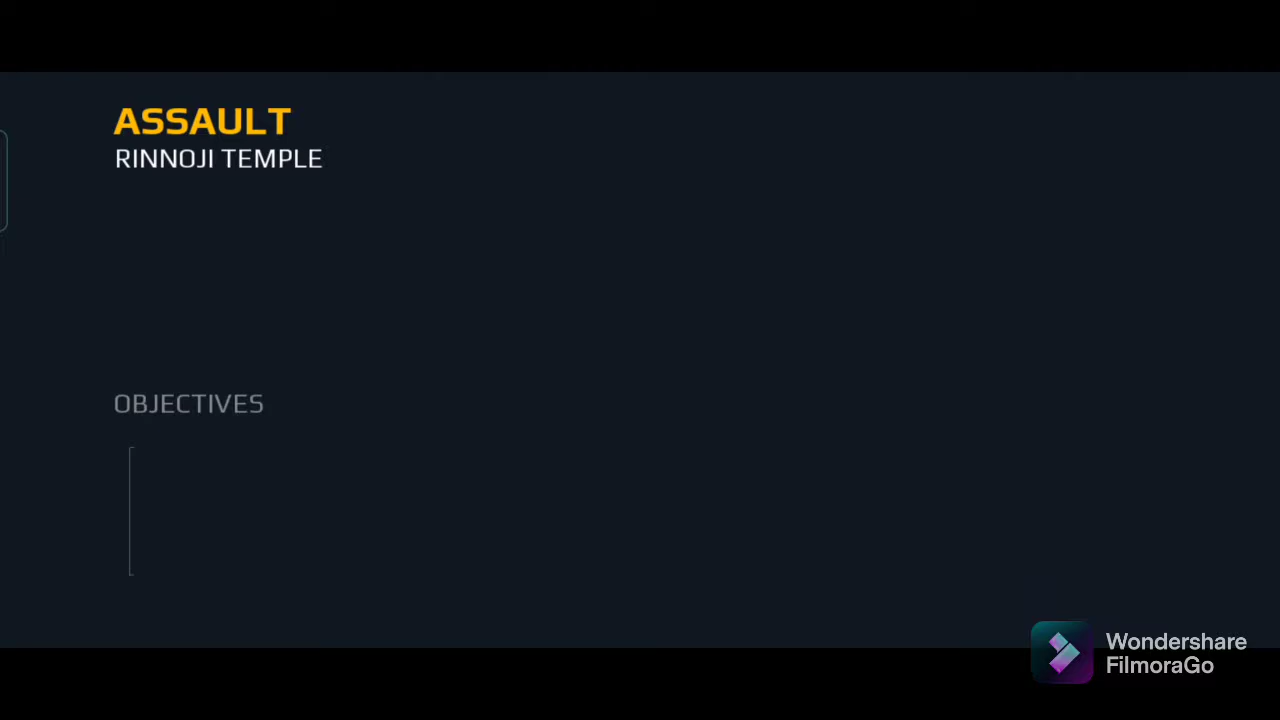 ASSAULT
RINNOJI TEMPLE
OBJECTIVES
Wondershare
FilmoraGo